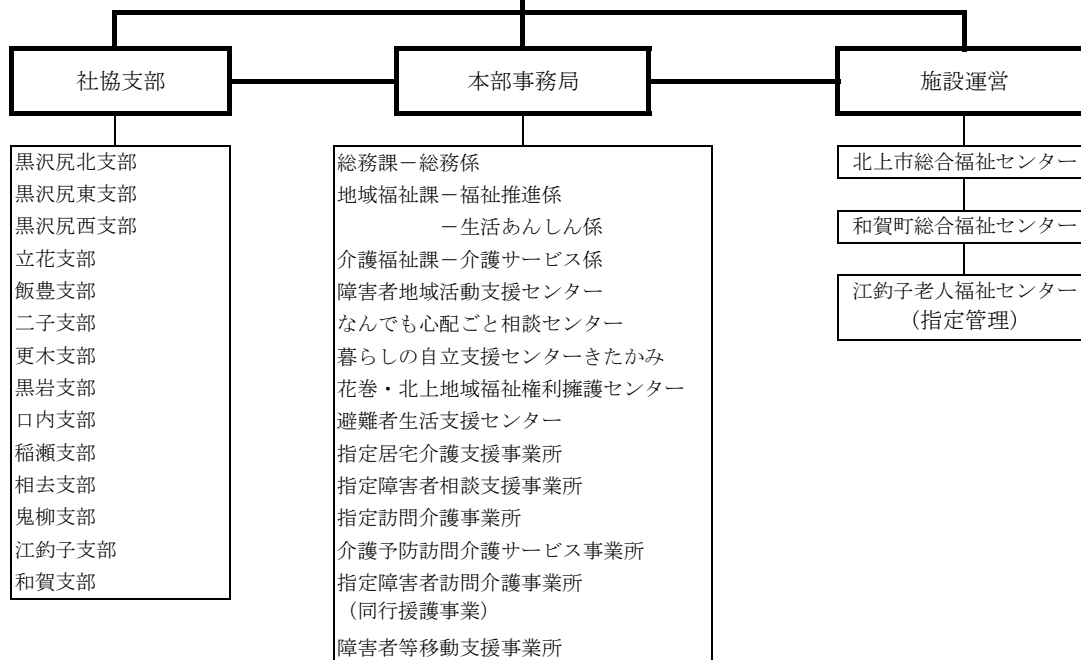 社協支部
本部事務局
施設運営
黒沢尻北支部
黒沢尻東支部
黒沢尻西支部
立花支部
飯豊支部
二子支部
更木支部
黒岩支部
口内支部
稲瀬支部
相去支部
鬼柳支部
江釣子支部
和賀支部
総務課－総務係
地域福祉課－福祉推進係
－生活あんしん係
介護福祉課－介護サービス係
障害者地域活動支援センター
なんでも心配ごと相談センター
暮らしの自立支援センターきたかみ
花巻・北上地域福祉権利擁護センター
避難者生活支援センター
指定居宅介護支援事業所
指定障害者相談支援事業所
指定訪問介護事業所
介護予防訪問介護サービス事業所
指定障害者訪問介護事業所
（同行援護事業）
障害者等移動支援事業所
北上市総合福祉センター
和賀町総合福祉センター
江釣子老人福祉センター
（指定管理）